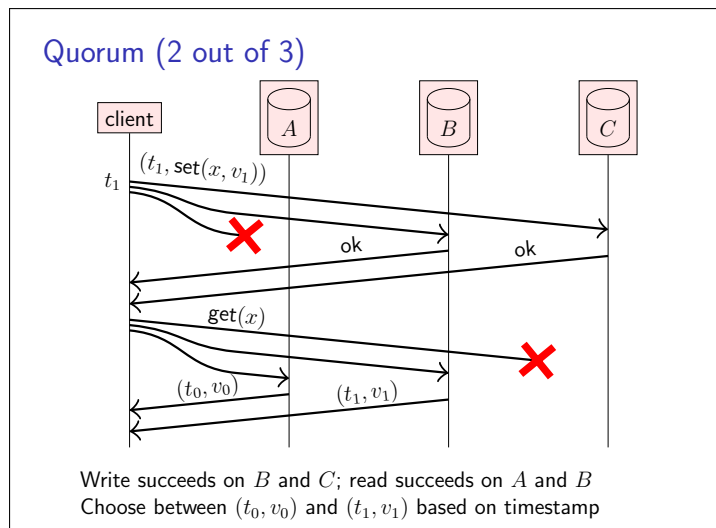 Quorum (2 out of 3)
client
A
B
C
t₁
(t₁, set(x, v₁))
ok
ok
get(x)
(t₀, v₀)
(t₁, v₁)
Write succeeds on B and C; read succeeds on A and B
Choose between (t₀, v₀) and (t₁, v₁) based on timestamp